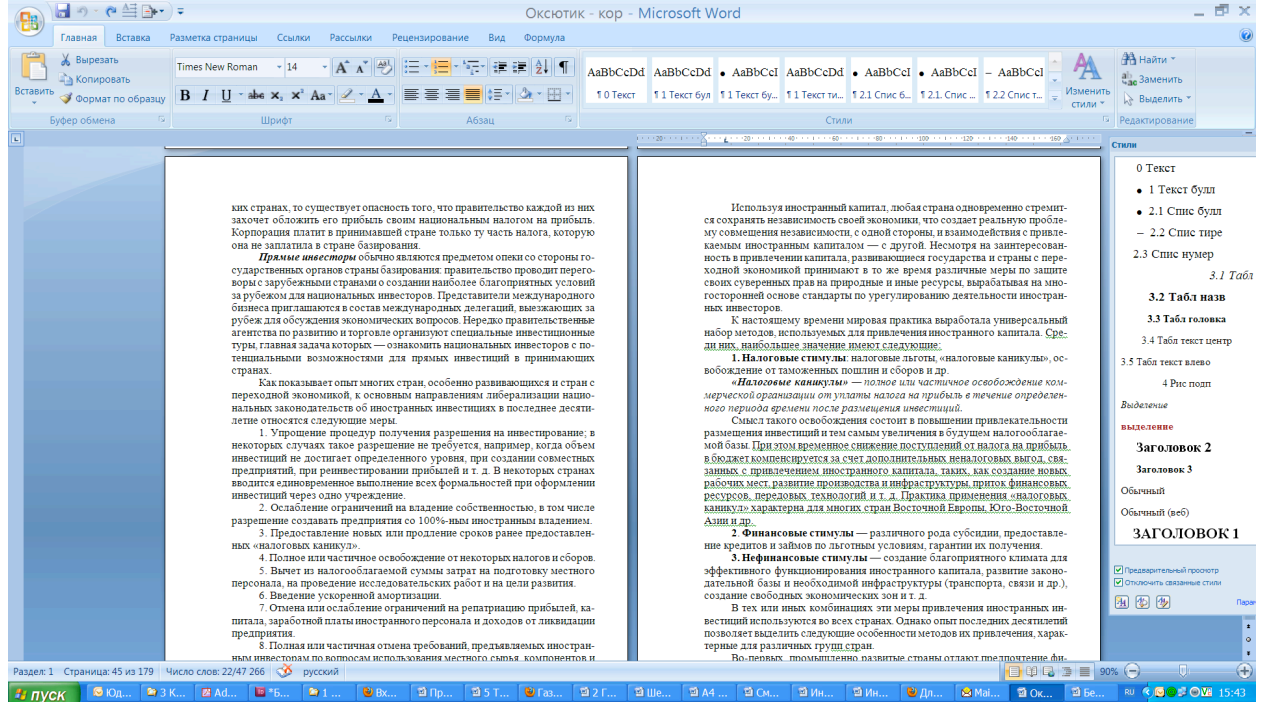 Оксютик - кор - Microsoft Word
Главная Вставка Разметка страницы Ссылки Рассылки Рецензирование Вид Формула
Вставить
Вырезать
Копировать
Формат по образцу
Буфер обмена
Times New Roman 14
Шрифт
Абзац
AaBbCcDd AaBbCcDd • AaBbCcI AaBbCcDd • AaBbCcI • AaBbCcI – AaBbCcI
¶ 0 Текст ¶ 1 Текст бул ¶ 1 Текст бу... ¶ 1 Текст ти... ¶ 2.1 Спис б... ¶ 2.1. Спис ... ¶ 2.2 Спис т...
Изменить стили
Стили
Найти
Заменить
Выделить
Редактирование
ких странах, то существует опасность того, что правительство каждой из них
захочет обложить его прибыль своим национальным налогом на прибыль.
Корпорация платит в принимавшей стране только ту часть налога, которую
она не заплатила в стране базирования.
Прямые инвесторы обычно являются предметом опеки со стороны го-
сударственных органов страны базирования: правительство проводит перего-
воры с зарубежными странами о создании наиболее благоприятных условий
за рубежом для национальных инвесторов. Представители международного
бизнеса приглашаются в состав международных делегаций, выезжающих за
рубеж для обсуждения экономических вопросов. Нередко правительственные
агентства по развитию и торговле организуют специальные инвестиционные
туры, главная задача которых — ознакомить национальных инвесторов с по-
тенциальными возможностями для прямых инвестиций в принимающих
странах.
Как показывает опыт многих стран, особенно развивающихся и стран с
переходной экономикой, к основным направлениям либерализации нацио-
нальных законодательств об иностранных инвестициях в последнее десяти-
летие относятся следующие меры.
1. Упрощение процедур получения разрешения на инвестирование; в
некоторых случаях такое разрешение не требуется, например, когда объем
инвестиций не достигает определенного уровня, при создании совместных
предприятий, при реинвестировании прибылей и т. д. В некоторых странах
вводится единовременное выполнение всех формальностей при оформлении
инвестиций через одно учреждение.
2. Ослабление ограничений на владение собственностью, в том числе
разрешение создавать предприятия со 100%-ным иностранным владением.
3. Предоставление новых или продление сроков ранее предоставлен-
ных «налоговых каникул».
4. Полное или частичное освобождение от некоторых налогов и сборов.
5. Вычет из налогооблагаемой суммы затрат на подготовку местного
персонала, на проведение исследовательских работ и на цели развития.
6. Введение ускоренной амортизации.
7. Отмена или ослабление ограничений на репатриацию прибылей, ка-
питала, заработной платы иностранного персонала и доходов от ликвидации
предприятия.
8. Полная или частичная отмена требований, предъявляемых иностран-
ным инвесторам по вопросам использования местного сырья, компонентов и
Используя иностранный капитал, любая страна одновременно стремит-
ся сохранять независимость своей экономики, что создает реальную пробле-
му совмещения независимости, с одной стороны, и взаимодействия с привле-
каемым иностранным капиталом — с другой. Несмотря на заинтересован-
ность в привлечении капитала, развивающиеся государства и страны с пере-
ходной экономикой принимают в то же время различные меры по защите
своих суверенных прав на природные и иные ресурсы, вырабатывая на мно-
госторонней основе стандарты по урегулированию деятельности иностран-
ных инвесторов.
К настоящему времени мировая практика выработала универсальный
набор методов, используемых для привлечения иностранного капитала. Сре-
ди них, наибольшее значение имеют следующие:
1. Налоговые стимулы: налоговые льготы, «налоговые каникулы», ос-
вобождение от таможенных пошлин и сборов и др.
«Налоговые каникулы» — полное или частичное освобождение ком-
мерческой организации от уплаты налога на прибыль в течение определен-
ного периода времени после размещения инвестиций.
Смысл такого освобождения состоит в повышении привлекательности
размещения инвестиций и тем самым увеличения в будущем налогооблагае-
мой базы. При этом временное снижение поступлений от налога на прибыль
в бюджет компенсируется за счет дополнительных неналоговых выгод, свя-
занных с привлечением иностранного капитала, таких, как создание новых
рабочих мест, развитие производства и инфраструктуры, приток финансовых
ресурсов, передовых технологий и т. д. Практика применения «налоговых
каникул» характерна для многих стран Восточной Европы, Юго-Восточной
Азии и др.
2. Финансовые стимулы — различного рода субсидии, предоставле-
ние кредитов и займов по льготным условиям, гарантии их получения.
3. Нефинансовые стимулы — создание благоприятного климата для
эффективного функционирования иностранного капитала, развитие законо-
дательной базы и необходимой инфраструктуры (транспорта, связи и др.),
создание свободных экономических зон и т. д.
В тех или иных комбинациях эти меры привлечения иностранных ин-
вестиций используются во всех странах. Однако опыт последних десятилетий
позволяет выделить следующие особенности методов их привлечения, харак-
терные для различных групп стран.
Во-первых, промышленно развитые страны отдают предпочтение фи-
Стили
0 Текст
• 1 Текст булл
• 2.1 Спис булл
– 2.2 Спис тире
2.3 Спис нумер
3.1 Табл
3.2 Табл назв
3.3 Табл головка
3.4 Табл текст центр
3.5 Табл текст влево
4 Рис подп
Выделение
выделение
Заголовок 2
Заголовок 3
Обычный
Обычный (веб)
ЗАГОЛОВОК 1
Предварительный просмотр
Отключить связанные стили
Парам
Раздел: 1 Страница: 45 из 179 Число слов: 22/47 266 русский 90%
пуск Юд... 3 К... Ad... *Б... 1 ... Вх... Пр... 5 Т... Газ... 2 Г... Ше... А4 ... См... Ин... Ин... Дл... Mai... Ок... Бе... RU 15:43